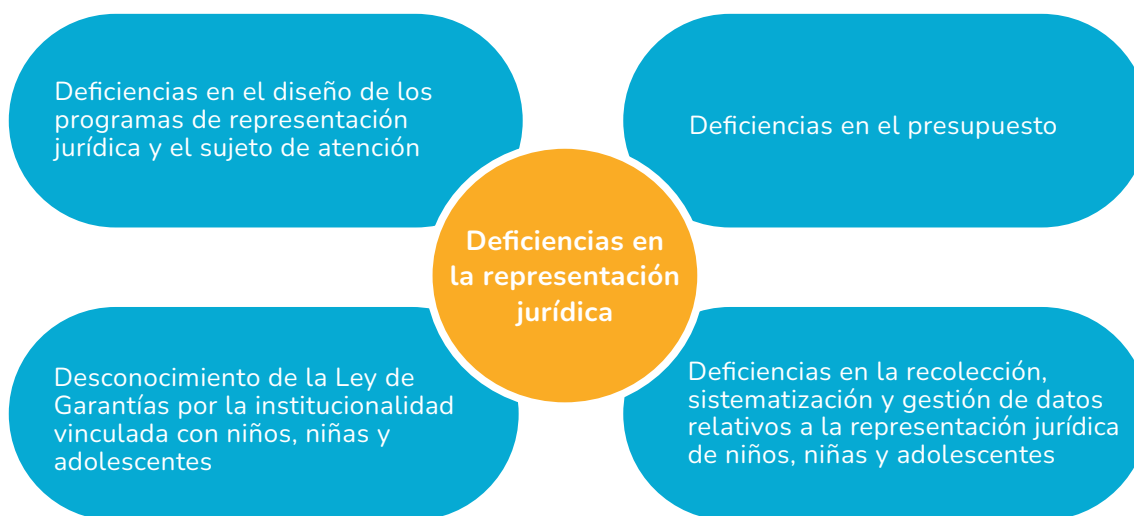 Deficiencias en el diseño de los
programas de representación
jurídica y el sujeto de atención
Deficiencias en el presupuesto
Deficiencias en
la representación
jurídica
Desconocimiento de la Ley de
Garantías por la institucionalidad
vinculada con niños, niñas y
adolescentes
Deficiencias en la recolección,
sistematización y gestión de datos
relativos a la representación jurídica
de niños, niñas y adolescentes